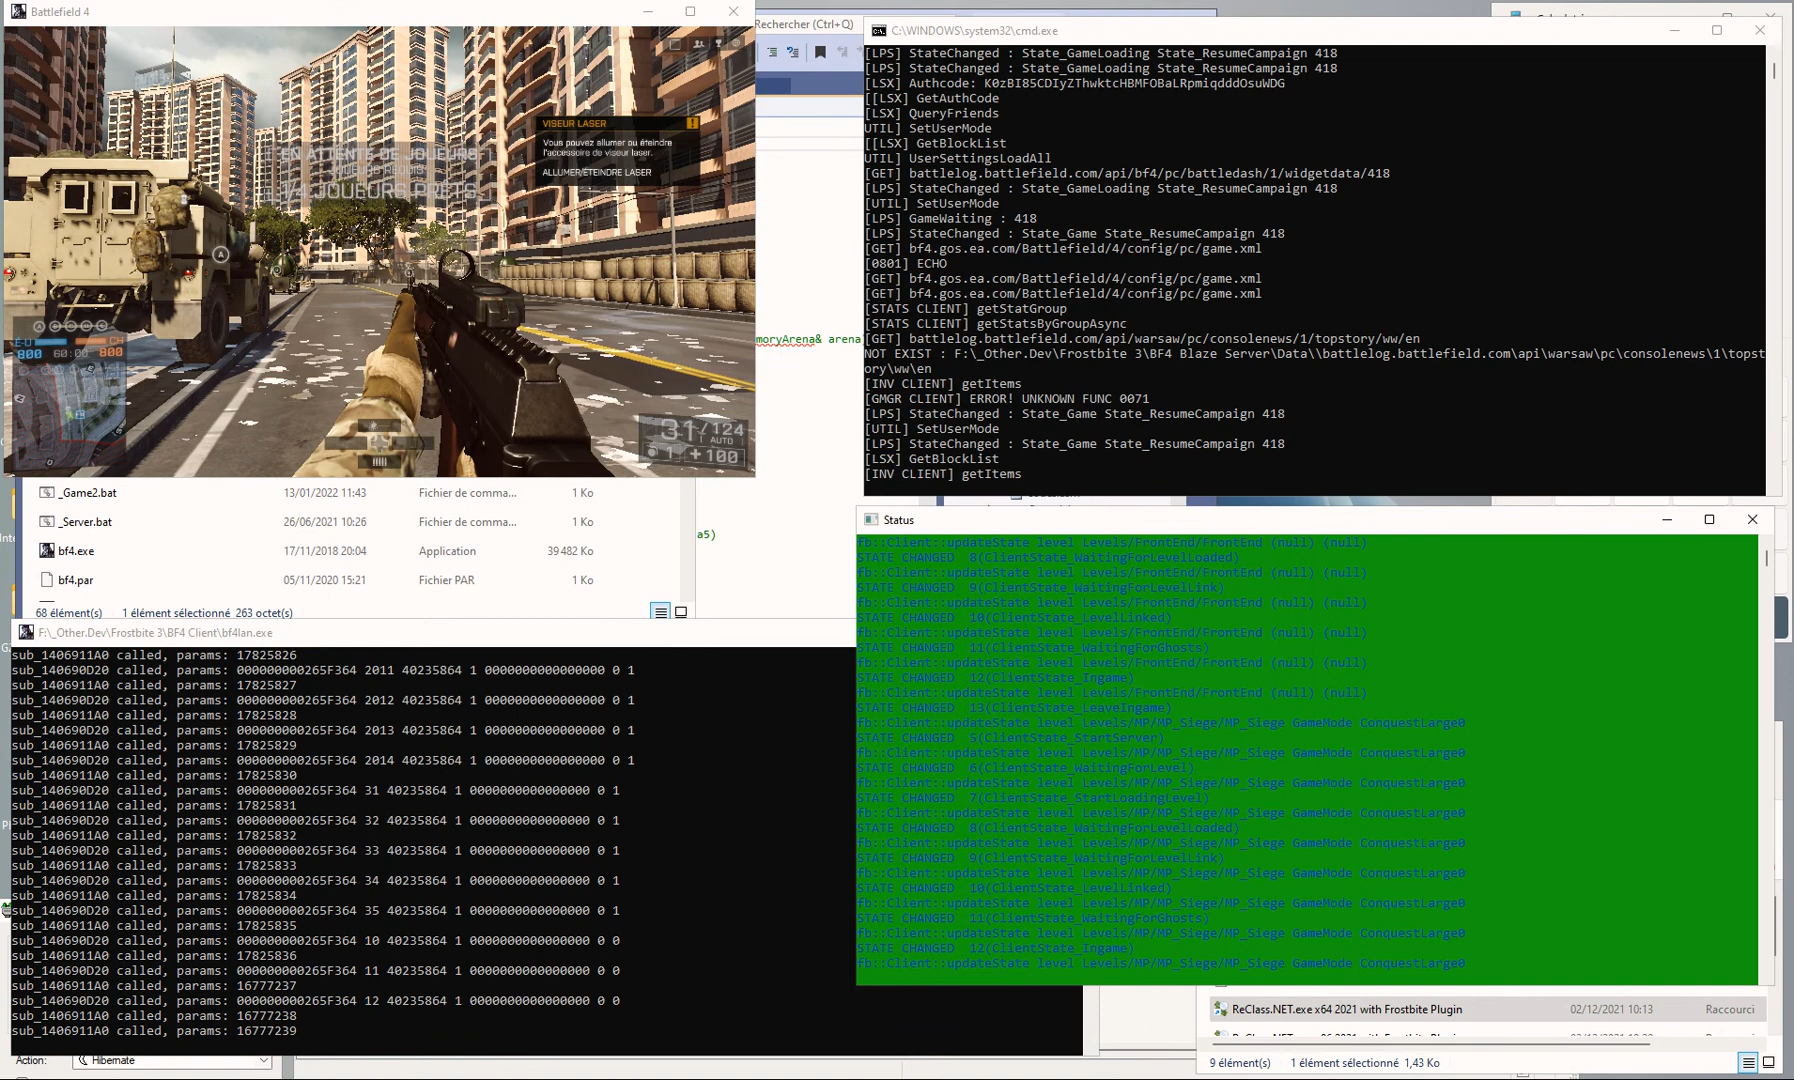 Battlefield 4
EN ATTENTE DE JOUEURS
JOUEURS REQUIS
1/4 JOUEURS PRÊTS
VISEUR LASER
!
Vous pouvez allumer ou éteindre
l'accessoire de viseur laser.
ALLUMER/ÉTEINDRE LASER
A
É-U
CH
800 60:00 800
31/124
AUTO
1 +100
Rechercher (Ctrl+Q)
moryArena& arena
a5)
C:\WINDOWS\system32\cmd.exe
[LPS] StateChanged : State_GameLoading State_ResumeCampaign 418
[LPS] StateChanged : State_GameLoading State_ResumeCampaign 418
[LSX] Authcode: K0zBI85CDIyZThwktcHBMFOBaLRpmiqdddOsuWDG
[[LSX] GetAuthCode
[LSX] QueryFriends
UTIL] SetUserMode
[[LSX] GetBlockList
UTIL] UserSettingsLoadAll
[GET] battlelog.battlefield.com/api/bf4/pc/battledash/1/widgetdata/418
[LPS] StateChanged : State_GameLoading State_ResumeCampaign 418
[UTIL] SetUserMode
[LPS] GameWaiting : 418
[LPS] StateChanged : State_Game State_ResumeCampaign 418
[GET] bf4.gos.ea.com/Battlefield/4/config/pc/game.xml
[0801] ECHO
[GET] bf4.gos.ea.com/Battlefield/4/config/pc/game.xml
[GET] bf4.gos.ea.com/Battlefield/4/config/pc/game.xml
[STATS CLIENT] getStatGroup
[STATS CLIENT] getStatsByGroupAsync
[GET] battlelog.battlefield.com/api/warsaw/pc/consolenews/1/topstory/ww/en
NOT EXIST : F:\_Other.Dev\Frostbite 3\BF4 Blaze Server\Data\\battlelog.battlefield.com\api\warsaw\pc\consolenews\1\topst
ory\ww\en
[INV CLIENT] getItems
[GMGR CLIENT] ERROR! UNKNOWN FUNC 0071
[LPS] StateChanged : State_Game State_ResumeCampaign 418
[UTIL] SetUserMode
[LPS] StateChanged : State_Game State_ResumeCampaign 418
[LSX] GetBlockList
[INV CLIENT] getItems
_Game2.bat 13/01/2022 11:43 Fichier de comma... 1 Ko
_Server.bat 26/06/2021 10:26 Fichier de comma... 1 Ko
bf4.exe 17/11/2018 20:04 Application 39 482 Ko
bf4.par 05/11/2020 15:21 Fichier PAR 1 Ko
68 élément(s) 1 élément sélectionné 263 octet(s)
Status
fb::Client::updateState level Levels/FrontEnd/FrontEnd (null) (null)
STATE CHANGED 8(ClientState_WaitingForLevelLoaded)
fb::Client::updateState level Levels/FrontEnd/FrontEnd (null) (null)
STATE CHANGED 9(ClientState_WaitingForLevelLink)
fb::Client::updateState level Levels/FrontEnd/FrontEnd (null) (null)
STATE CHANGED 10(ClientState_LevelLinked)
fb::Client::updateState level Levels/FrontEnd/FrontEnd (null) (null)
STATE CHANGED 11(ClientState_WaitingForGhosts)
fb::Client::updateState level Levels/FrontEnd/FrontEnd (null) (null)
STATE CHANGED 12(ClientState_Ingame)
fb::Client::updateState level Levels/FrontEnd/FrontEnd (null) (null)
STATE CHANGED 13(ClientState_LeaveIngame)
fb::Client::updateState level Levels/MP/MP_Siege/MP_Siege GameMode ConquestLarge0
STATE CHANGED 5(ClientState_StartServer)
fb::Client::updateState level Levels/MP/MP_Siege/MP_Siege GameMode ConquestLarge0
STATE CHANGED 6(ClientState_WaitingForLevel)
fb::Client::updateState level Levels/MP/MP_Siege/MP_Siege GameMode ConquestLarge0
STATE CHANGED 7(ClientState_StartLoadingLevel)
fb::Client::updateState level Levels/MP/MP_Siege/MP_Siege GameMode ConquestLarge0
STATE CHANGED 8(ClientState_WaitingForLevelLoaded)
fb::Client::updateState level Levels/MP/MP_Siege/MP_Siege GameMode ConquestLarge0
STATE CHANGED 9(ClientState_WaitingForLevelLink)
fb::Client::updateState level Levels/MP/MP_Siege/MP_Siege GameMode ConquestLarge0
STATE CHANGED 10(ClientState_LevelLinked)
fb::Client::updateState level Levels/MP/MP_Siege/MP_Siege GameMode ConquestLarge0
STATE CHANGED 11(ClientState_WaitingForGhosts)
fb::Client::updateState level Levels/MP/MP_Siege/MP_Siege GameMode ConquestLarge0
STATE CHANGED 12(ClientState_Ingame)
fb::Client::updateState level Levels/MP/MP_Siege/MP_Siege GameMode ConquestLarge0
F:\_Other.Dev\Frostbite 3\BF4 Client\bf4lan.exe
sub_1406911A0 called, params: 17825826
sub_140690D20 called, params: 000000000265F364 2011 40235864 1 0000000000000000 0 1
sub_1406911A0 called, params: 17825827
sub_140690D20 called, params: 000000000265F364 2012 40235864 1 0000000000000000 0 1
sub_1406911A0 called, params: 17825828
sub_140690D20 called, params: 000000000265F364 2013 40235864 1 0000000000000000 0 1
sub_1406911A0 called, params: 17825829
sub_140690D20 called, params: 000000000265F364 2014 40235864 1 0000000000000000 0 1
sub_1406911A0 called, params: 17825830
sub_140690D20 called, params: 000000000265F364 31 40235864 1 0000000000000000 0 1
sub_1406911A0 called, params: 17825831
sub_140690D20 called, params: 000000000265F364 32 40235864 1 0000000000000000 0 1
sub_1406911A0 called, params: 17825832
sub_140690D20 called, params: 000000000265F364 33 40235864 1 0000000000000000 0 1
sub_1406911A0 called, params: 17825833
sub_140690D20 called, params: 000000000265F364 34 40235864 1 0000000000000000 0 1
sub_1406911A0 called, params: 17825834
sub_140690D20 called, params: 000000000265F364 35 40235864 1 0000000000000000 0 1
sub_1406911A0 called, params: 17825835
sub_140690D20 called, params: 000000000265F364 10 40235864 1 0000000000000000 0 0
sub_1406911A0 called, params: 17825836
sub_140690D20 called, params: 000000000265F364 11 40235864 1 0000000000000000 0 0
sub_1406911A0 called, params: 16777237
sub_140690D20 called, params: 000000000265F364 12 40235864 1 0000000000000000 0 0
sub_1406911A0 called, params: 16777238
sub_1406911A0 called, params: 16777239
Action: Hibernate
ReClass.NET.exe x64 2021 with Frostbite Plugin 02/12/2021 10:13 Raccourci
9 élément(s) 1 élément sélectionné 1,43 Ko